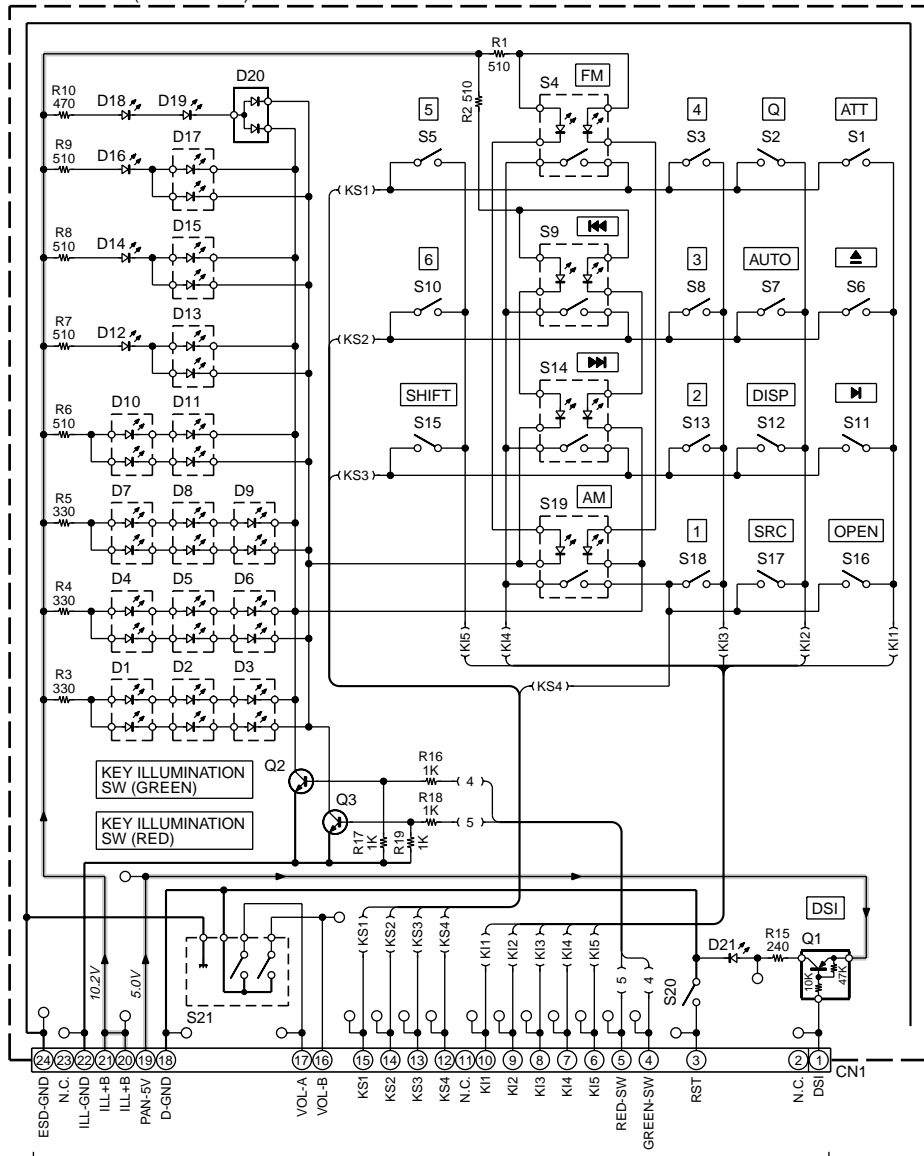 R1
510
R2 510
S4
FM
D20
R10
470
D18
D19
5
S5
4
S3
Q
S2
ATT
S1
R9
510
D16
D17
KS1
R8
510
D14
D15
S9
6
S10
3
S8
AUTO
S7
S6
R7
510
D12
D13
KS2
S14
SHIFT
S15
2
S13
DISP
S12
S11
R6
510
D10
D11
KS3
S19
AM
R5
330
D7
D8
D9
1
S18
SRC
S17
OPEN
S16
R4
330
D4
D5
D6
KI5
KI4
KI3
KI2
KI1
R3
330
D1
D2
D3
KS4
KEY ILLUMINATION
SW (GREEN)
Q2
R16
1K
4
KEY ILLUMINATION
SW (RED)
Q3
R18
1K
5
R17
1K
R19
1K
DSI
10.2V
5.0V
S21
KS1
KS2
KS3
KS4
KI1
KI2
KI3
KI4
KI5
5
4
S20
D21
R15
240
Q1
10K
47K
24 23 22 21 20 19 18 17 16 15 14 13 12 11 10 9 8 7 6 5 4 3 2 1
CN1
ESD-GND
N.C.
ILL-GND
ILL+B
ILL+B
PAN-5V
D-GND
VOL-A
VOL-B
KS1
KS2
KS3
KS4
N.C.
KI1
KI2
KI3
KI4
KI5
RED-SW
GREEN-SW
RST
N.C.
DSI